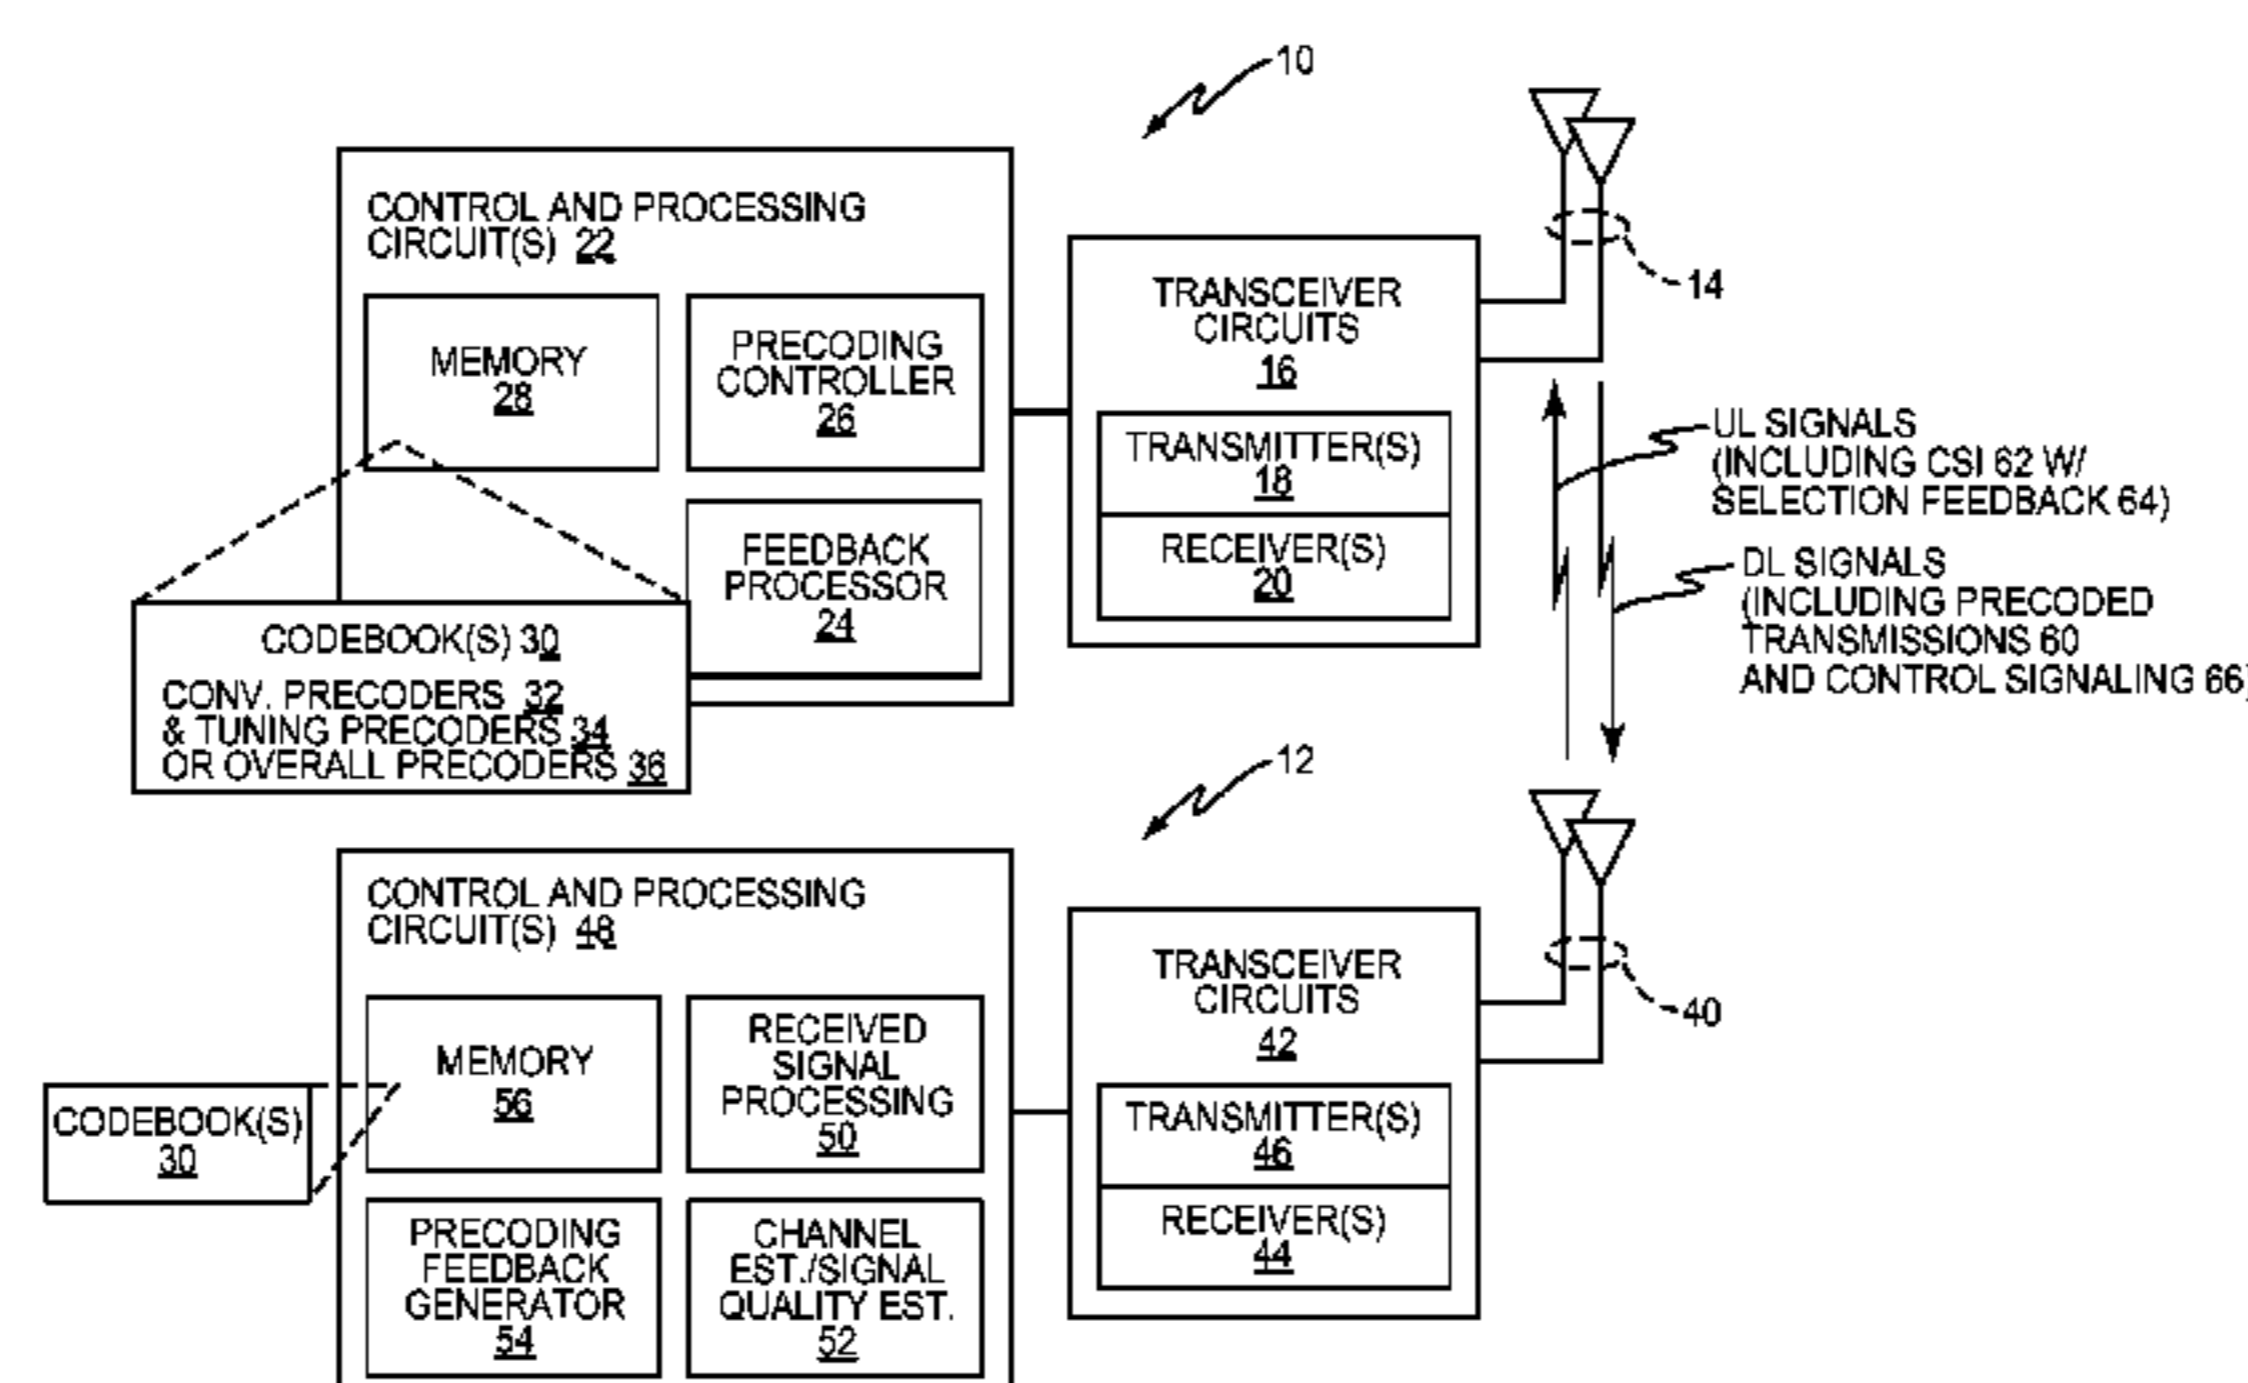 10
CONTROL AND PROCESSING
CIRCUIT(S) 22
MEMORY
28
PRECODING
CONTROLLER
26
FEEDBACK
PROCESSOR
24
CODEBOOK(S) 30
CONV. PRECODERS 32
& TUNING PRECODERS 34
OR OVERALL PRECODERS 36
TRANSCEIVER
CIRCUITS
16
TRANSMITTER(S)
18
RECEIVER(S)
20
14
UL SIGNALS
(INCLUDING CSI 62 W/
SELECTION FEEDBACK 64)
DL SIGNALS
(INCLUDING PRECODED
TRANSMISSIONS 60
AND CONTROL SIGNALING 66)
12
CONTROL AND PROCESSING
CIRCUIT(S) 48
MEMORY
56
RECEIVED
SIGNAL
PROCESSING
50
CODEBOOK(S)
30
PRECODING
FEEDBACK
GENERATOR
54
CHANNEL
EST./SIGNAL
QUALITY EST.
52
TRANSCEIVER
CIRCUITS
42
TRANSMITTER(S)
46
RECEIVER(S)
44
40